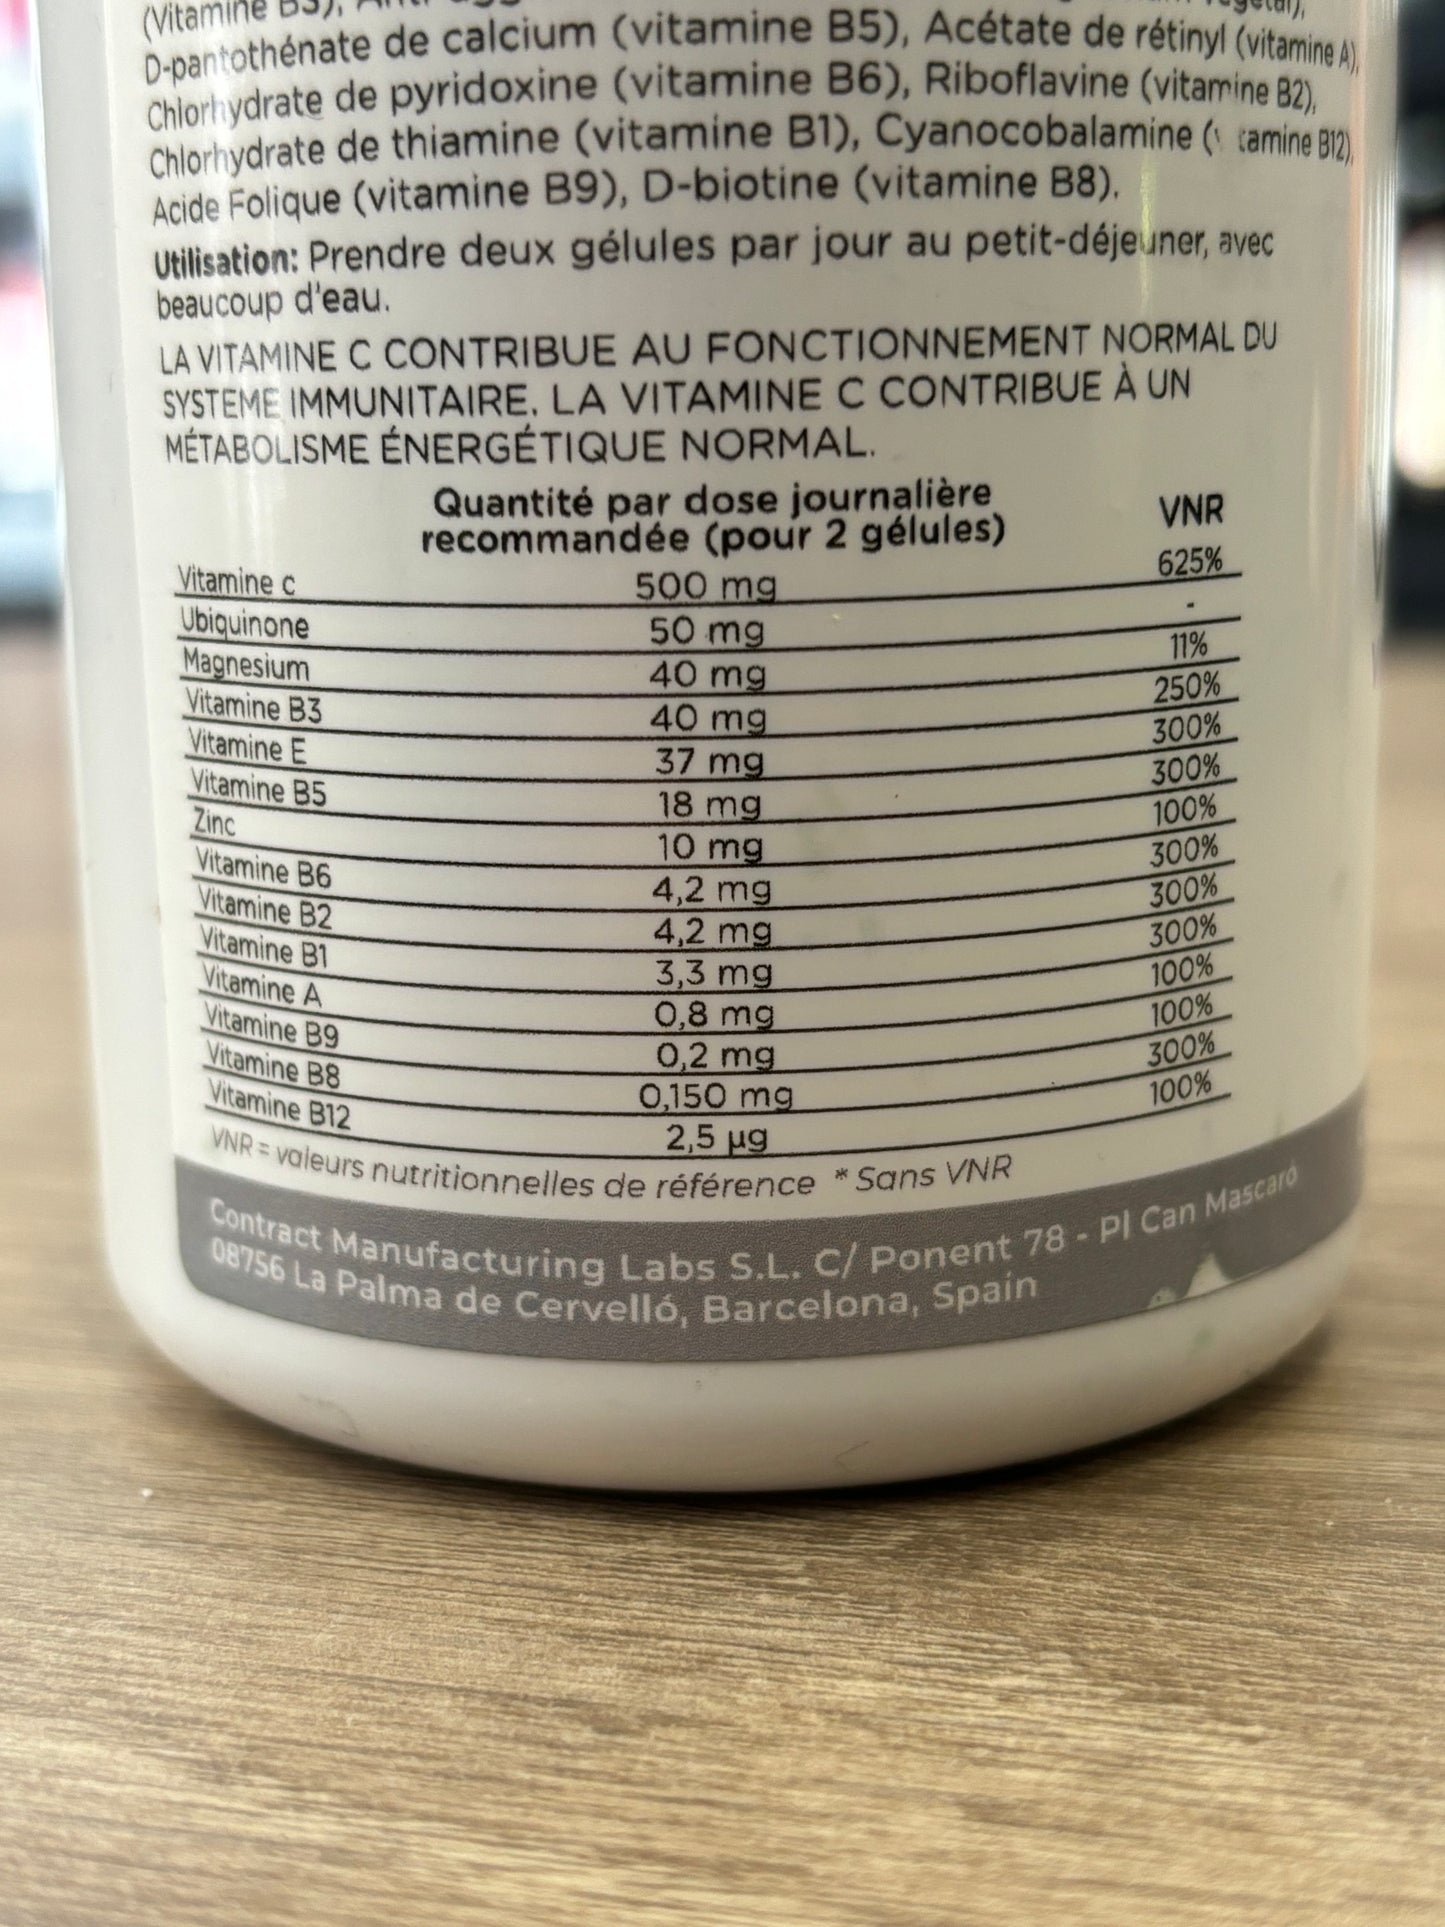 (Vitamine B3),
D-pantothénate de calcium (vitamine B5), Acétate de rétinyl (vitamine A),
Chlorhydrate de pyridoxine (vitamine B6), Riboflavine (vitamine B2),
Chlorhydrate de thiamine (vitamine B1), Cyanocobalamine ( tamine B12),
Acide Folique (vitamine B9), D-biotine (vitamine B8).
Utilisation: Prendre deux gélules par jour au petit-déjeuner, avec
beaucoup d'eau.
LA VITAMINE C CONTRIBUE AU FONCTIONNEMENT NORMAL DU
SYSTEME IMMUNITAIRE. LA VITAMINE C CONTRIBUE À UN
MÉTABOLISME ÉNERGÉTIQUE NORMAL.
Quantité par dose journalière
recommandée (pour 2 gélules) VNR
Vitamine c 500 mg 625%
Ubiquinone 50 mg -
Magnesium 40 mg 11%
Vitamine B3 40 mg 250%
Vitamine E 37 mg 300%
Vitamine B5 18 mg 300%
Zinc 10 mg 100%
Vitamine B6 4,2 mg 300%
Vitamine B2 4,2 mg 300%
Vitamine B1 3,3 mg 300%
Vitamine A 0,8 mg 100%
Vitamine B9 0,2 mg 100%
Vitamine B8 0,150 mg 300%
Vitamine B12 2,5 µg 100%
VNR = valeurs nutritionnelles de référence * Sans VNR
Contract Manufacturing Labs S.L. C/ Ponent 78 - Pl Can Mascaró
08756 La Palma de Cervelló, Barcelona, Spain